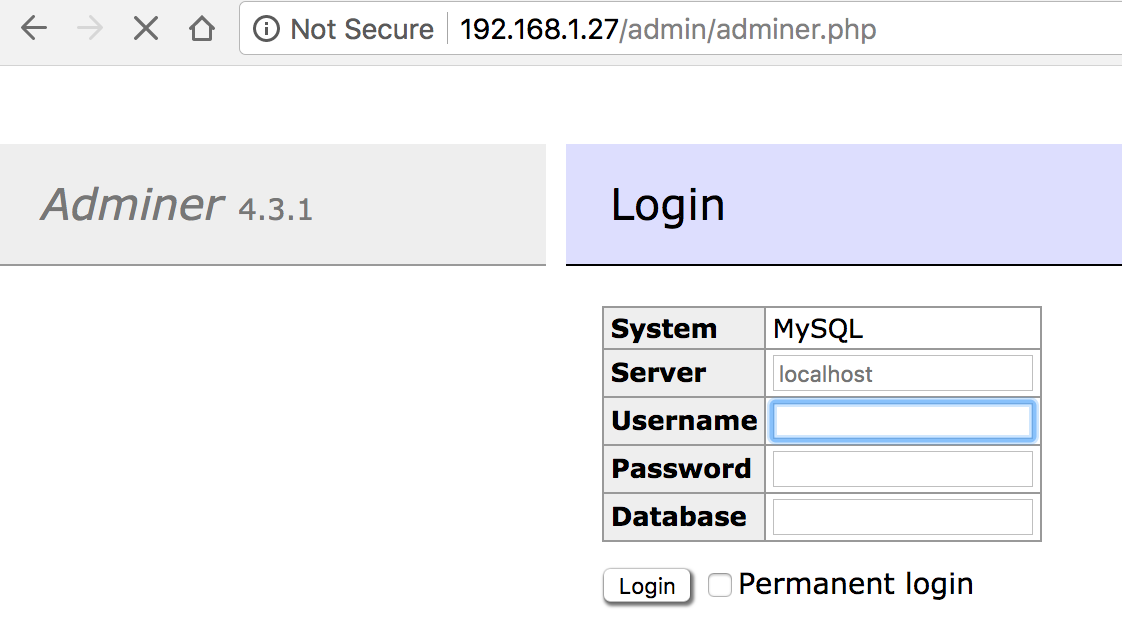 Not Secure 192.168.1.27/admin/adminer.php
Adminer 4.3.1
Login
System MySQL
Server localhost
Username
Password
Database
Login Permanent login